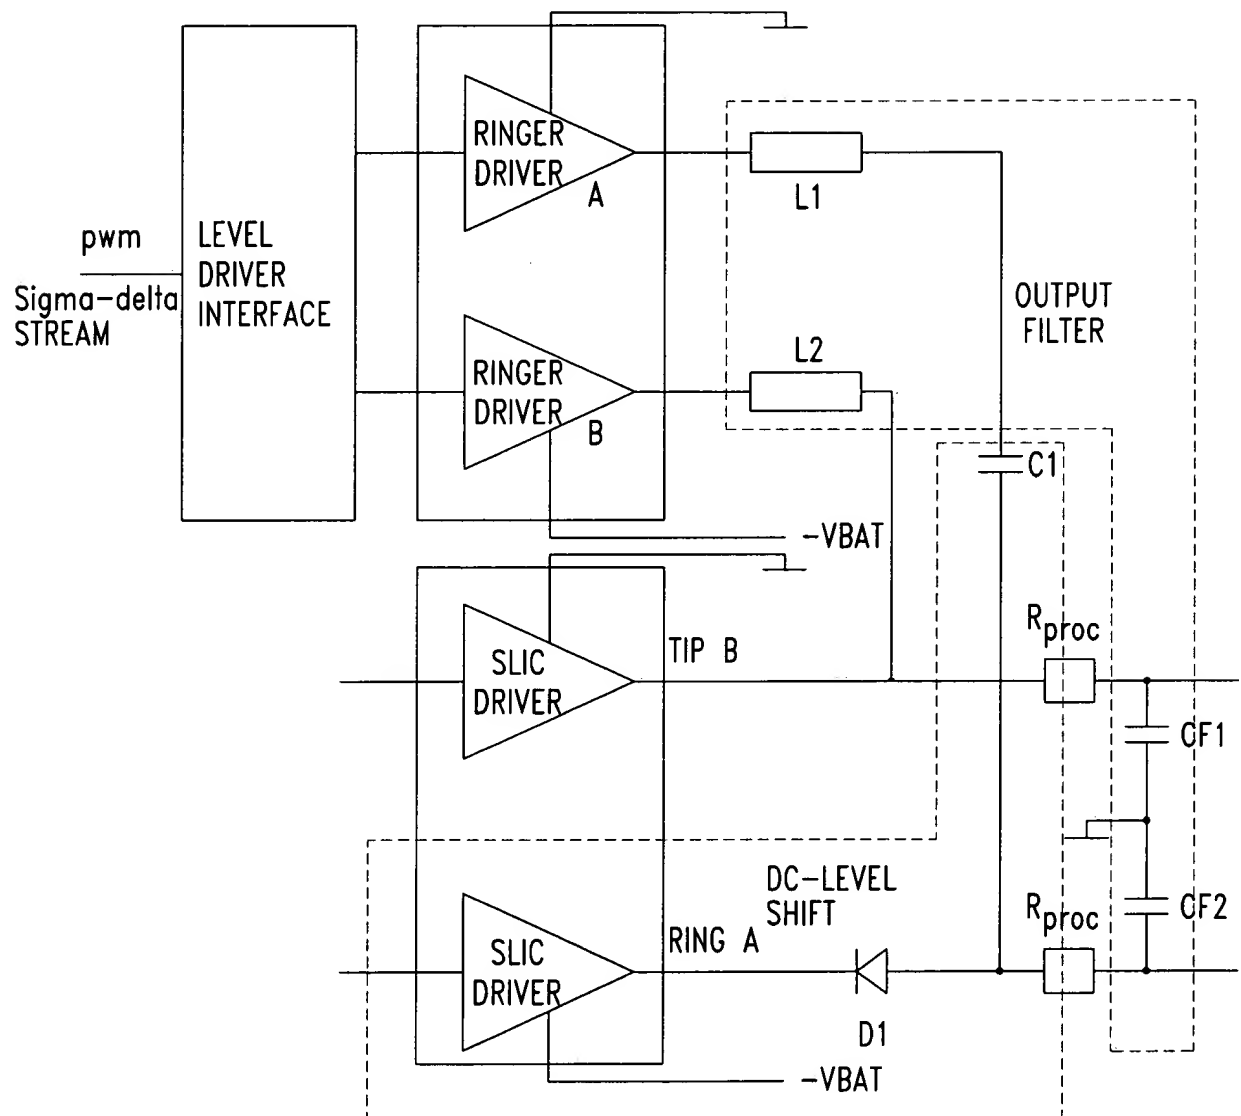 pwm
Sigma-delta
STREAM
LEVEL
DRIVER
INTERFACE
RINGER
DRIVER
A
L1
RINGER
DRIVER
B
L2
OUTPUT
FILTER
C1
-VBAT
SLIC
DRIVER
TIP B
Rproc
CF1
DC-LEVEL
SHIFT
SLIC
DRIVER
RING A
D1
Rproc
CF2
-VBAT